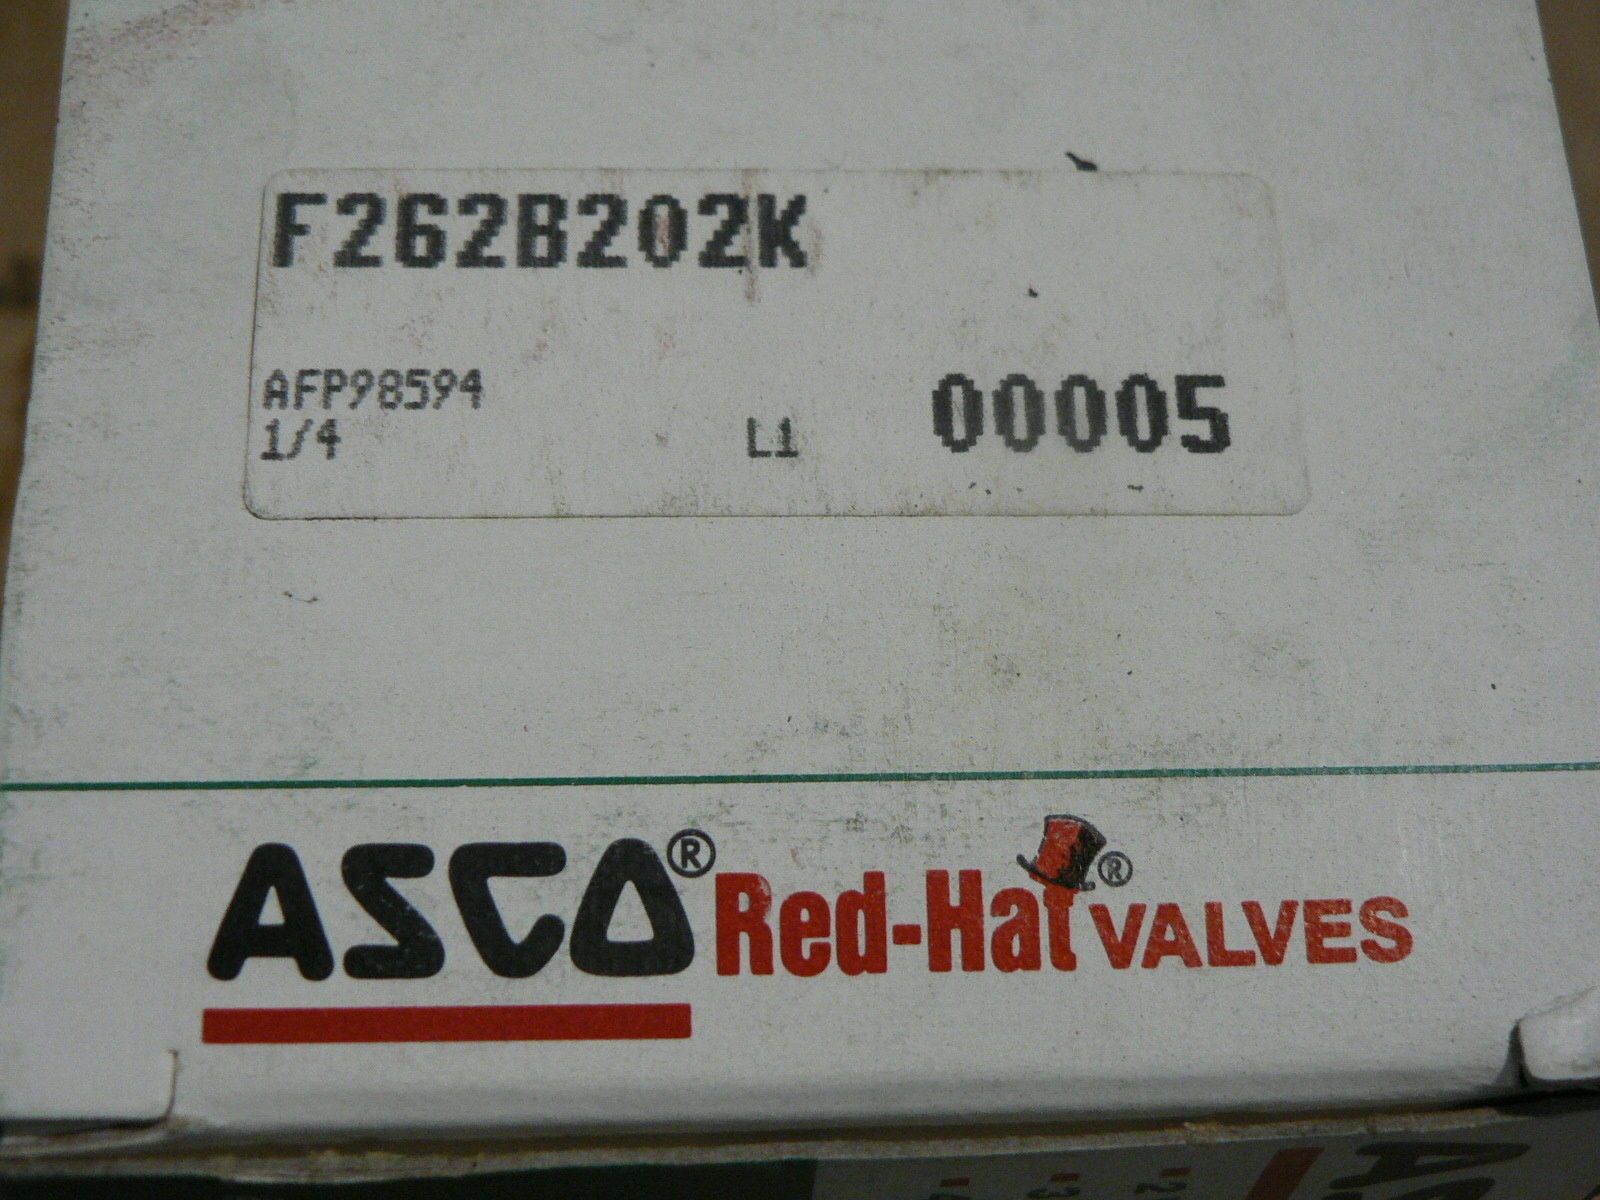 F262B202K
AFP98594
1/4 L1 00005
ASCO® Red-Hat® VALVES